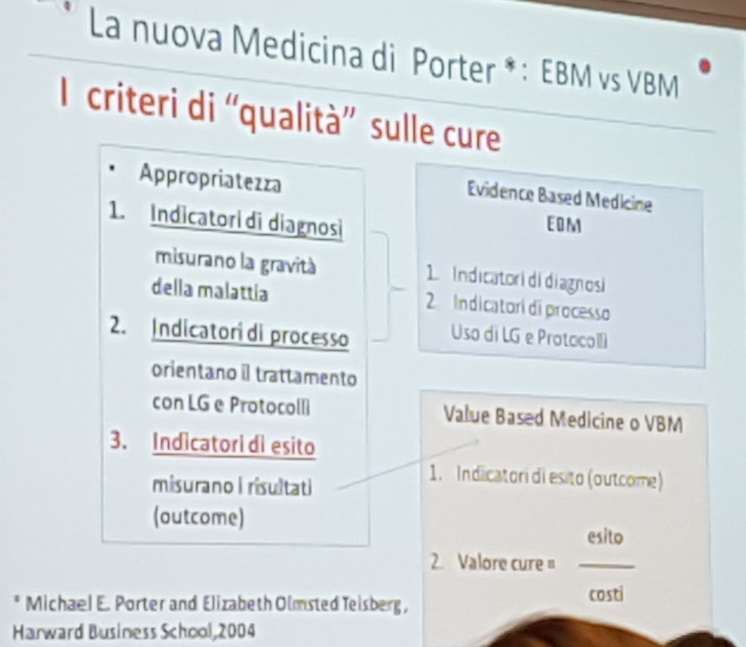 La nuova Medicina di Porter * : EBM vs VBM
I criteri di “qualità” sulle cure
• Appropriatezza
1. Indicatori di diagnosi
misurano la gravità
della malattia
2. Indicatori di processo
orientano il trattamento
con LG e Protocolli
3. Indicatori di esito
misurano i risultati
(outcome)
Evidence Based Medicine
EBM
1. Indicatori di diagnosi
2. Indicatori di processo
Uso di LG e Protocolli
Value Based Medicine o VBM
1. Indicatori di esito (outcome)
esito
2. Valore cure =
costi
* Michael E. Porter and Elizabeth Olmsted Teisberg,
Harward Business School,2004